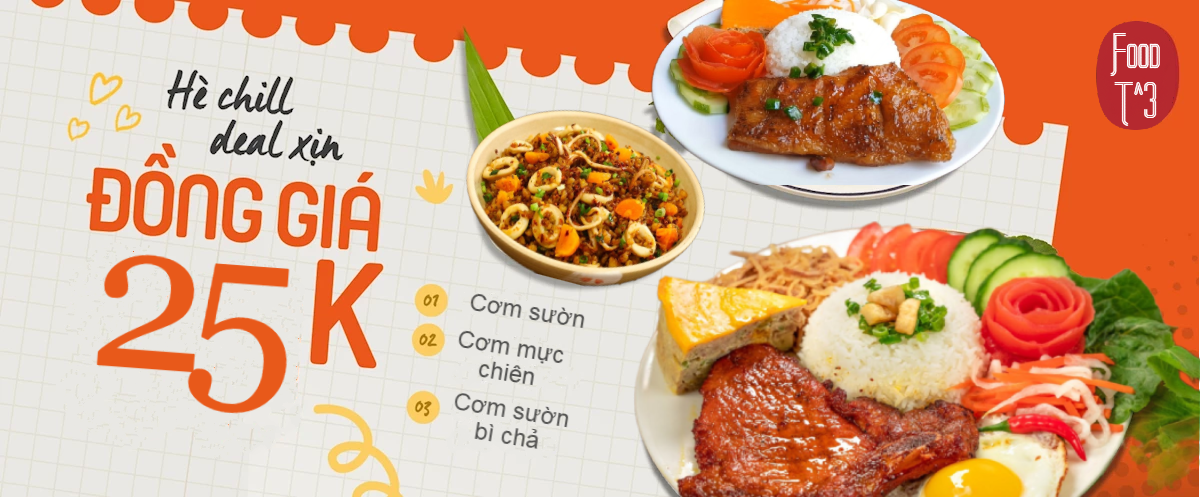 Hè chill
deal xịn
ĐỒNG GIÁ
25K
01 Cơm sườn
02 Cơm mực
chiên
03 Cơm sườn
bì chả
FOOD
T^3